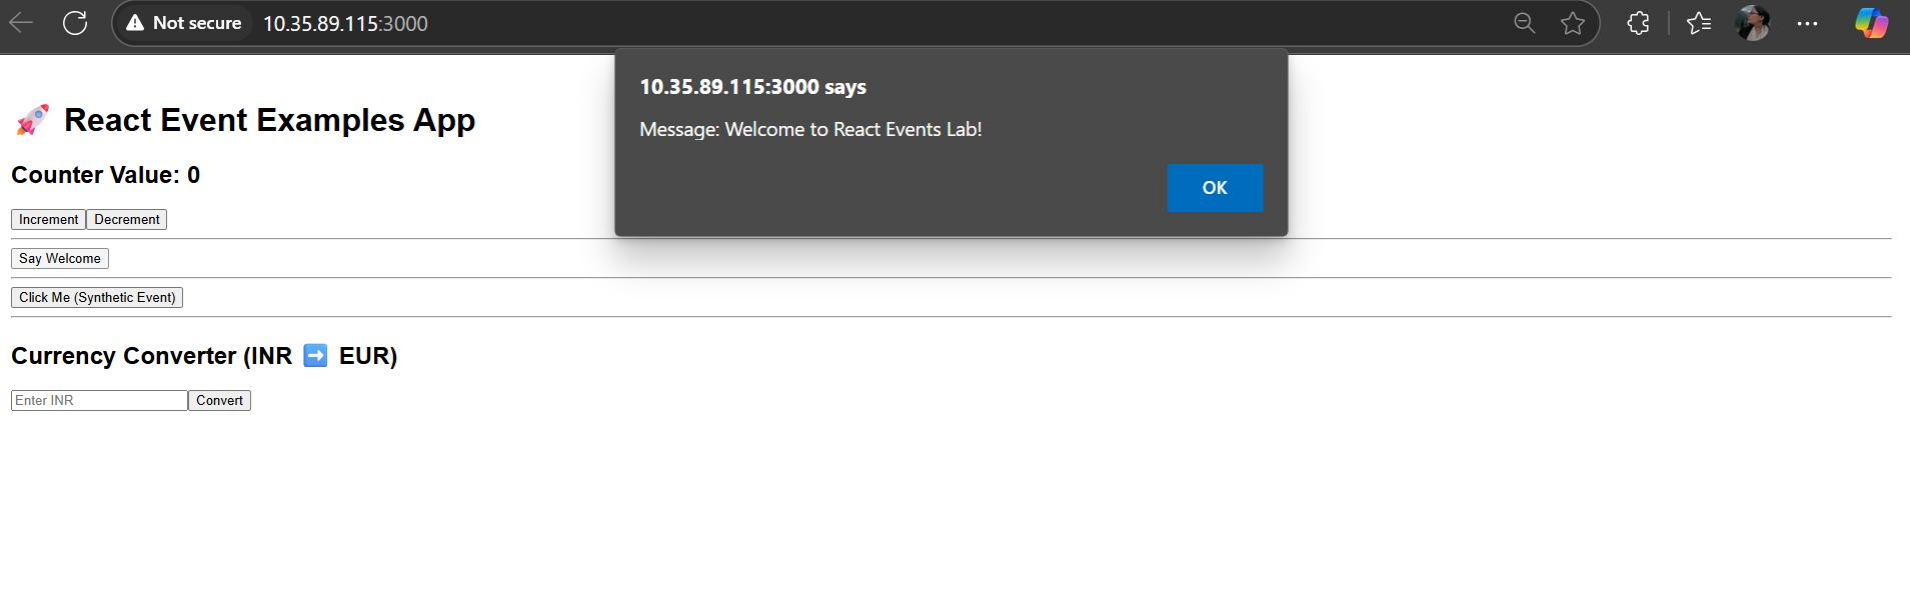 Not secure 10.35.89.115:3000
10.35.89.115:3000 says
Message: Welcome to React Events Lab!
OK
🚀 React Event Examples App
Counter Value: 0
Increment Decrement
Say Welcome
Click Me (Synthetic Event)
Currency Converter (INR ➡️ EUR)
Enter INR Convert